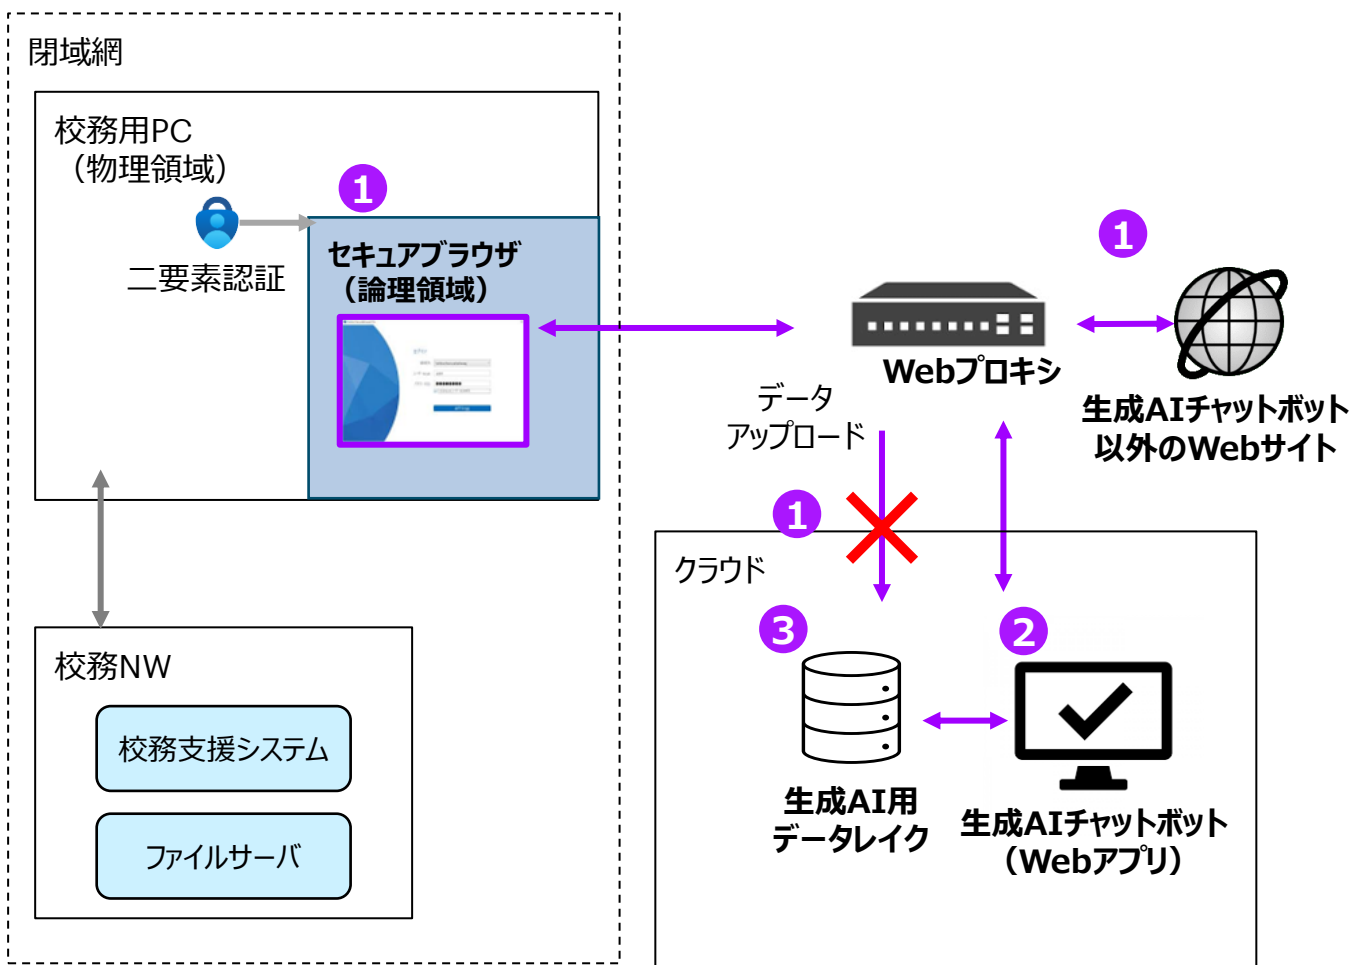 閉域網
校務用PC
（物理領域）
1
二要素認証
セキュアブラウザ
（論理領域）
1
Webプロキシ
生成AIチャットボット
以外のWebサイト
データ
アップロード
1
クラウド
3
2
生成AI用
データレイク
生成AIチャットボット
（Webアプリ）
校務NW
校務支援システム
ファイルサーバ